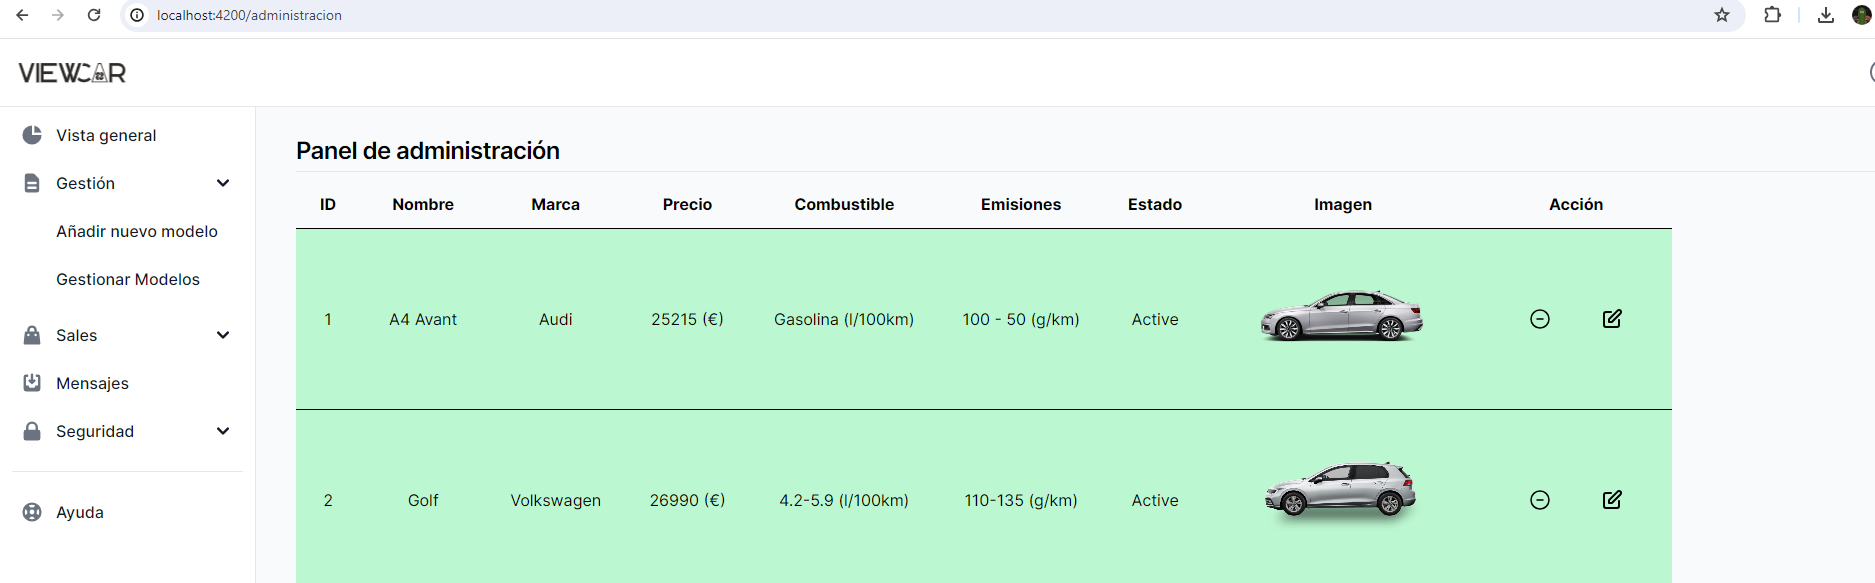 localhost:4200/administracion
VIEWCAR
Vista general
Gestión
Añadir nuevo modelo
Gestionar Modelos
Sales
Mensajes
Seguridad
Ayuda
Panel de administración
ID Nombre Marca Precio Combustible Emisiones Estado Imagen Acción
1 A4 Avant Audi 25215 (€) Gasolina (l/100km) 100 - 50 (g/km) Active
2 Golf Volkswagen 26990 (€) 4.2-5.9 (l/100km) 110-135 (g/km) Active